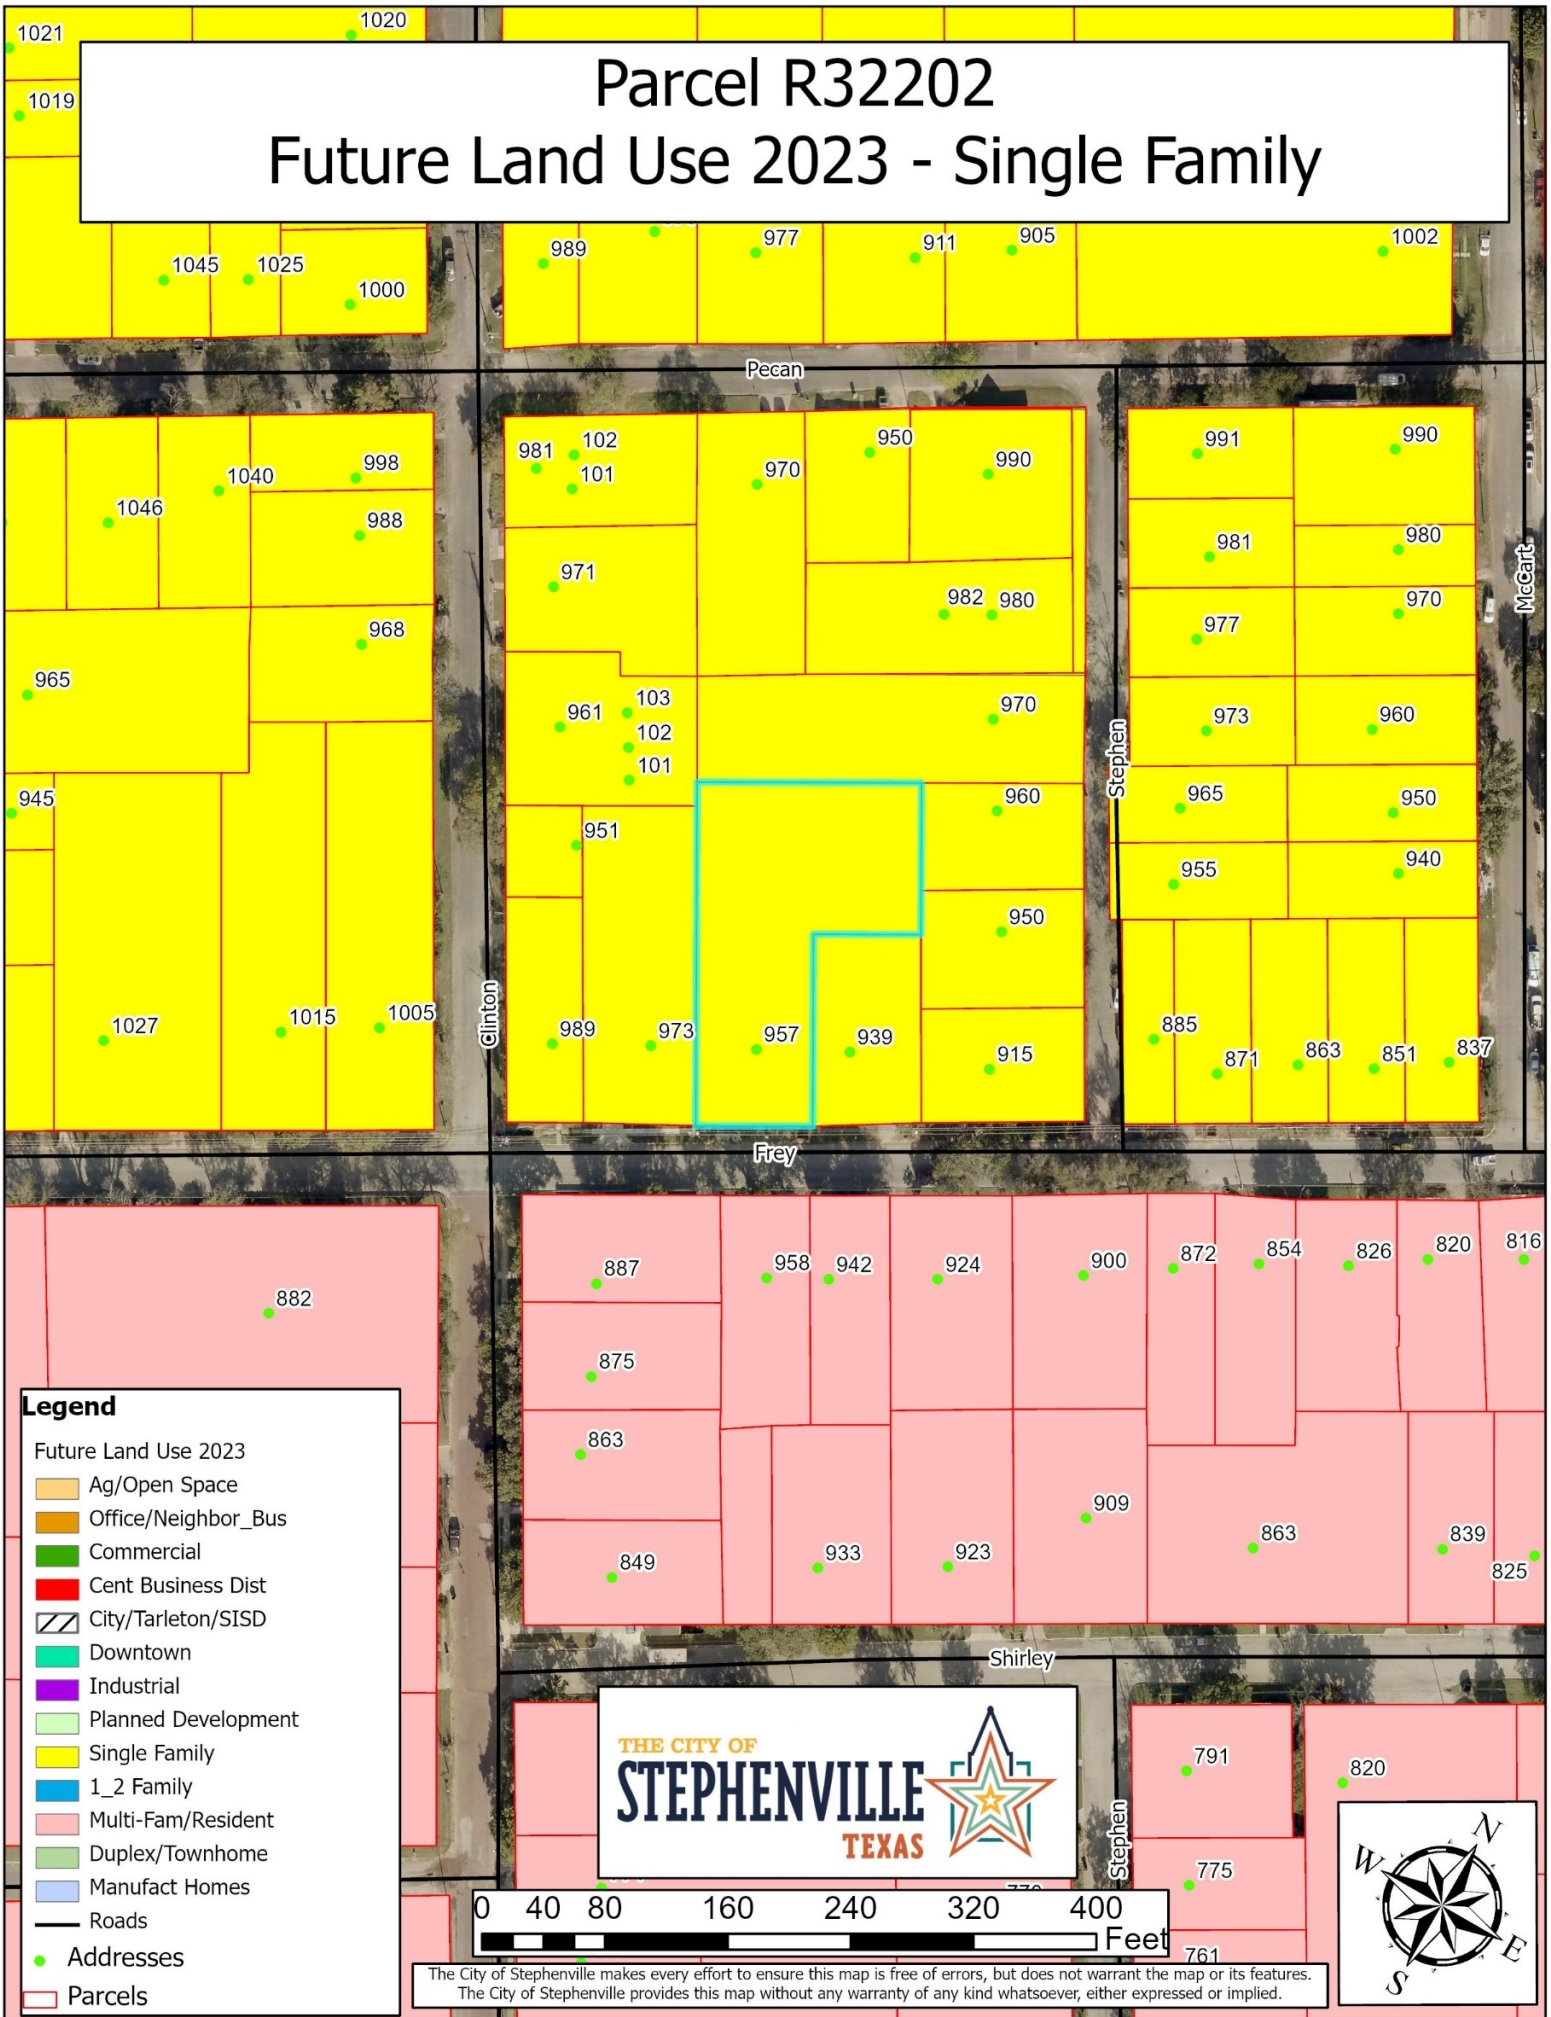 1021
1020
1019
Parcel R32202
Future Land Use 2023 - Single Family
1045
1025
1000
989
977
911
905
1002
Pecan
1046
1040
998
988
968
965
945
1027
1015
1005
Clinton
981
102
101
971
961
103
102
101
951
989
973
970
950
990
982
980
970
960
950
957
939
915
Stephen
991
990
981
980
977
970
973
960
965
950
955
940
885
871
863
851
837
McCart
Frey
882
887
875
863
849
958
942
924
900
872
854
826
820
816
933
923
909
863
839
825
Shirley
Stephen
791
820
775
761
Legend
Future Land Use 2023
Ag/Open Space
Office/Neighbor_Bus
Commercial
Cent Business Dist
City/Tarleton/SISD
Downtown
Industrial
Planned Development
Single Family
1_2 Family
Multi-Fam/Resident
Duplex/Townhome
Manufact Homes
Roads
Addresses
Parcels
THE CITY OF
STEPHENVILLE
TEXAS
0 40 80 160 240 320 400
Feet
N
W
E
S
The City of Stephenville makes every effort to ensure this map is free of errors, but does not warrant the map or its features.
The City of Stephenville provides this map without any warranty of any kind whatsoever, either expressed or implied.